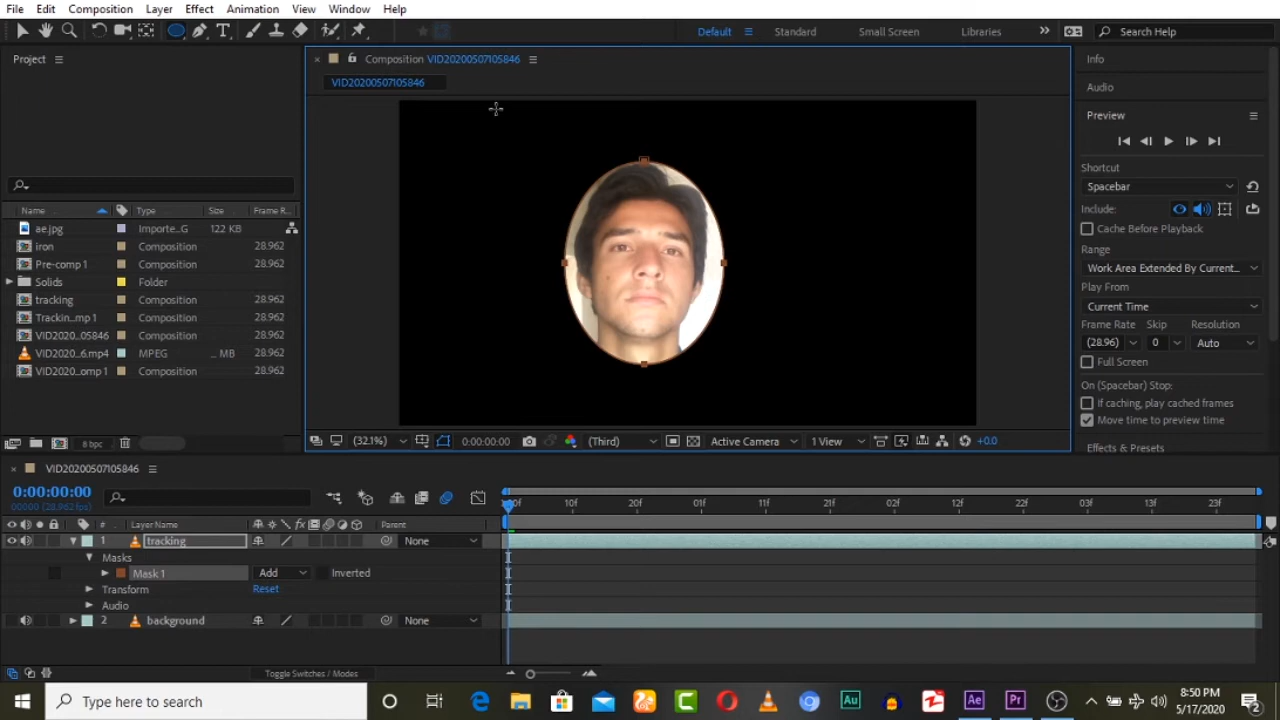 File Edit Composition Layer Effect Animation View Window Help
Default Standard Small Screen Libraries Search Help
Project
Composition VID20200507105846
VID20200507105846
Info
Audio
Preview
Shortcut
Spacebar
Include:
Cache Before Playback
Range
Work Area Extended By Current...
Play From
Current Time
Frame Rate Skip Resolution
(28.96) 0 Auto
Full Screen
On (Spacebar) Stop:
If caching, play cached frames
Move time to preview time
Effects & Presets
Name Type Size Frame R...
ae.jpg Importe...G 122 KB
iron Composition 28.962
Pre-comp 1 Composition 28.962
Solids Folder
tracking Composition 28.962
Trackin...mp 1 Composition 28.962
VID2020...05846 Composition 28.962
VID2020...6.mp4 MPEG ... MB 28.962
VID2020...omp 1 Composition 28.962
8 bpc
(32.1%) 0:00:00:00 (Third) Active Camera 1 View +0.0
VID20200507105846
0:00:00:00
00000 (28.962fps)
:00f 10f 20f 01f 11f 21f 02f 12f 22f 03f 13f 23f
# Layer Name Parent
1 tracking None
Masks
Mask 1 Add Inverted
Transform Reset
Audio
2 background None
Toggle Switches / Modes
Type here to search
Au Ae Pr
8:50 PM
5/17/2020
2